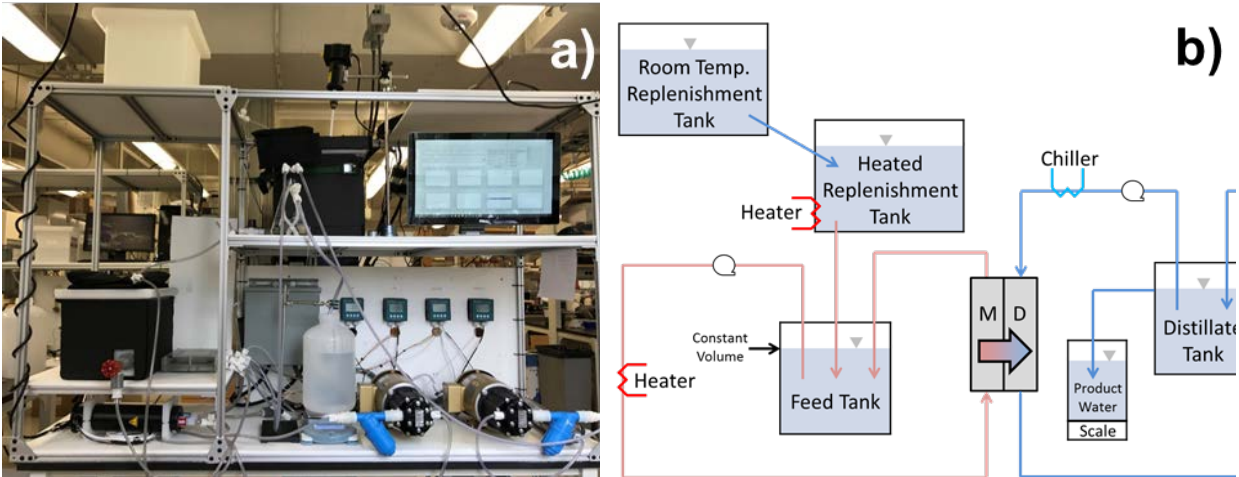 a)
b)
Room Temp.
Replenishment
Tank
Heated
Replenishment
Tank
Heater
Chiller
Constant
Volume
Heater
Feed Tank
M D
Distillate
Tank
Product
Water
Scale